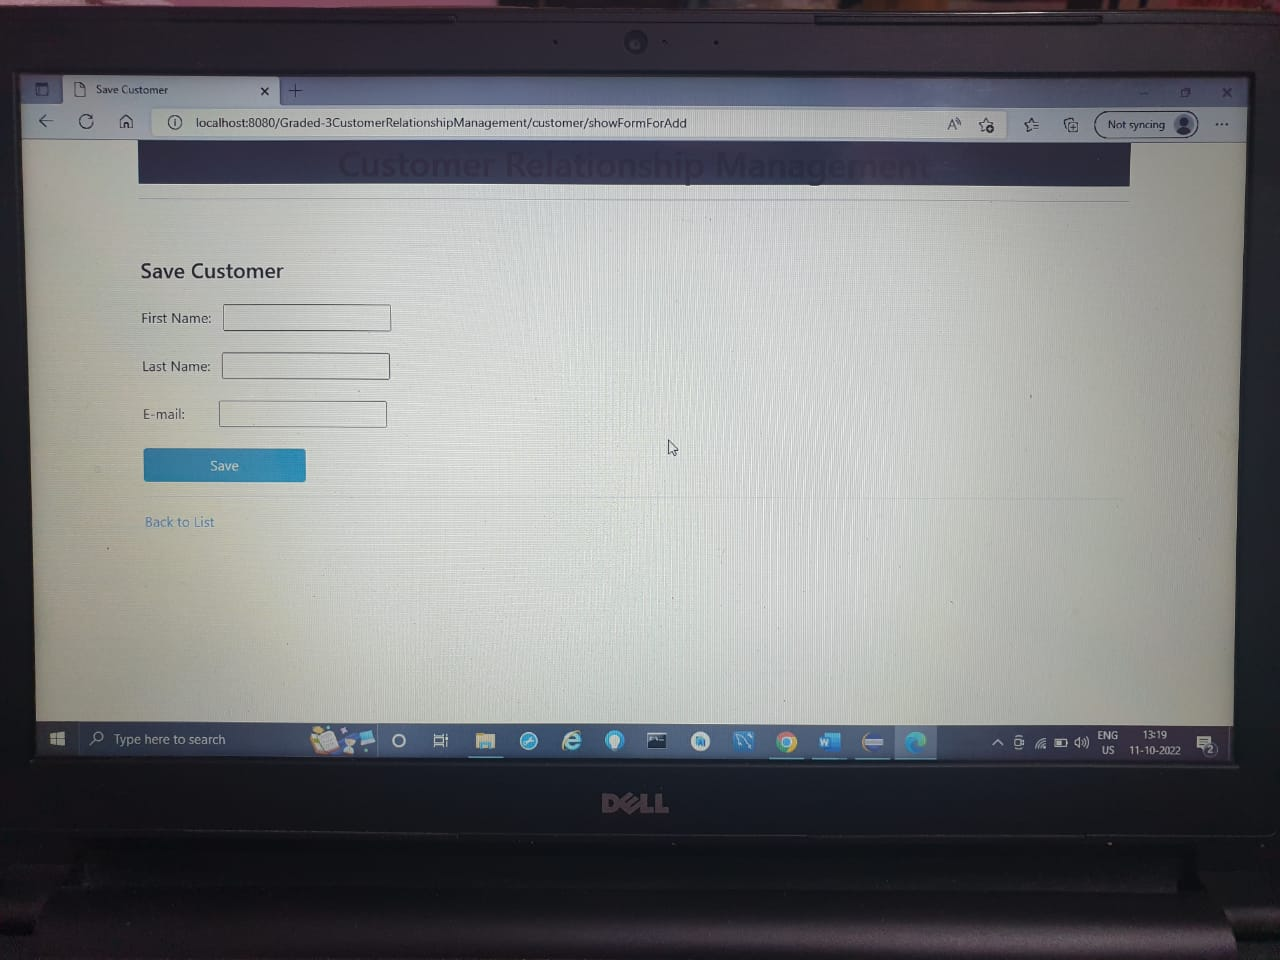 Save Customer
localhost:8080/Graded-3CustomerRelationshipManagement/customer/showFormForAdd
Not syncing
Customer Relationship Management
Save Customer
First Name:
Last Name:
E-mail:
Save
Back to List
Type here to search
ENG
US
13:19
11-10-2022
2
DELL